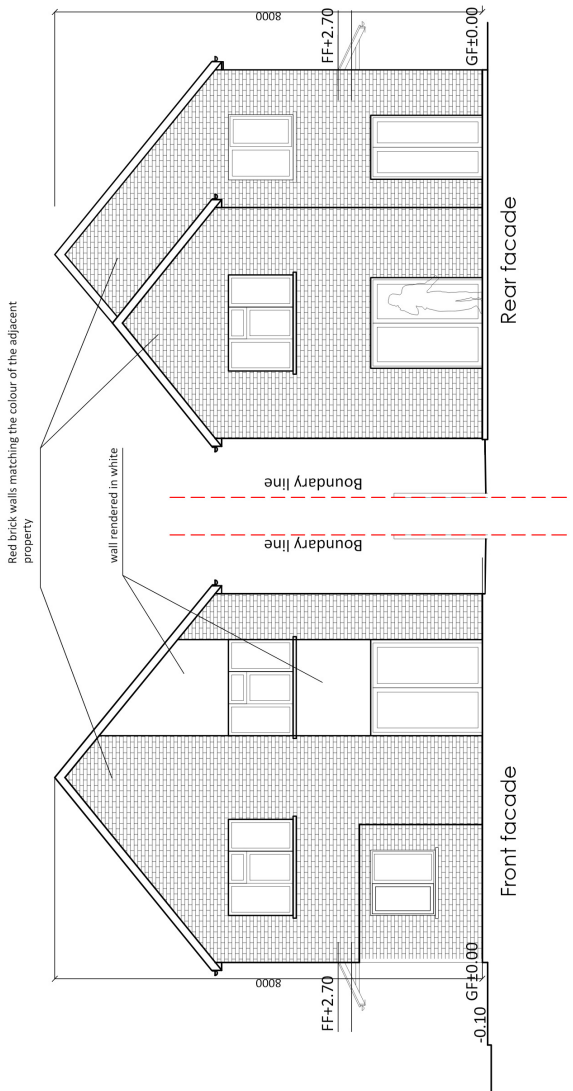 Red brick walls matching the colour of the adjacent
property
wall rendered in white
8000
FF+2.70
GF±0.00
-0.10
Boundary line
Front facade
Boundary line
8000
FF+2.70
GF±0.00
Rear facade